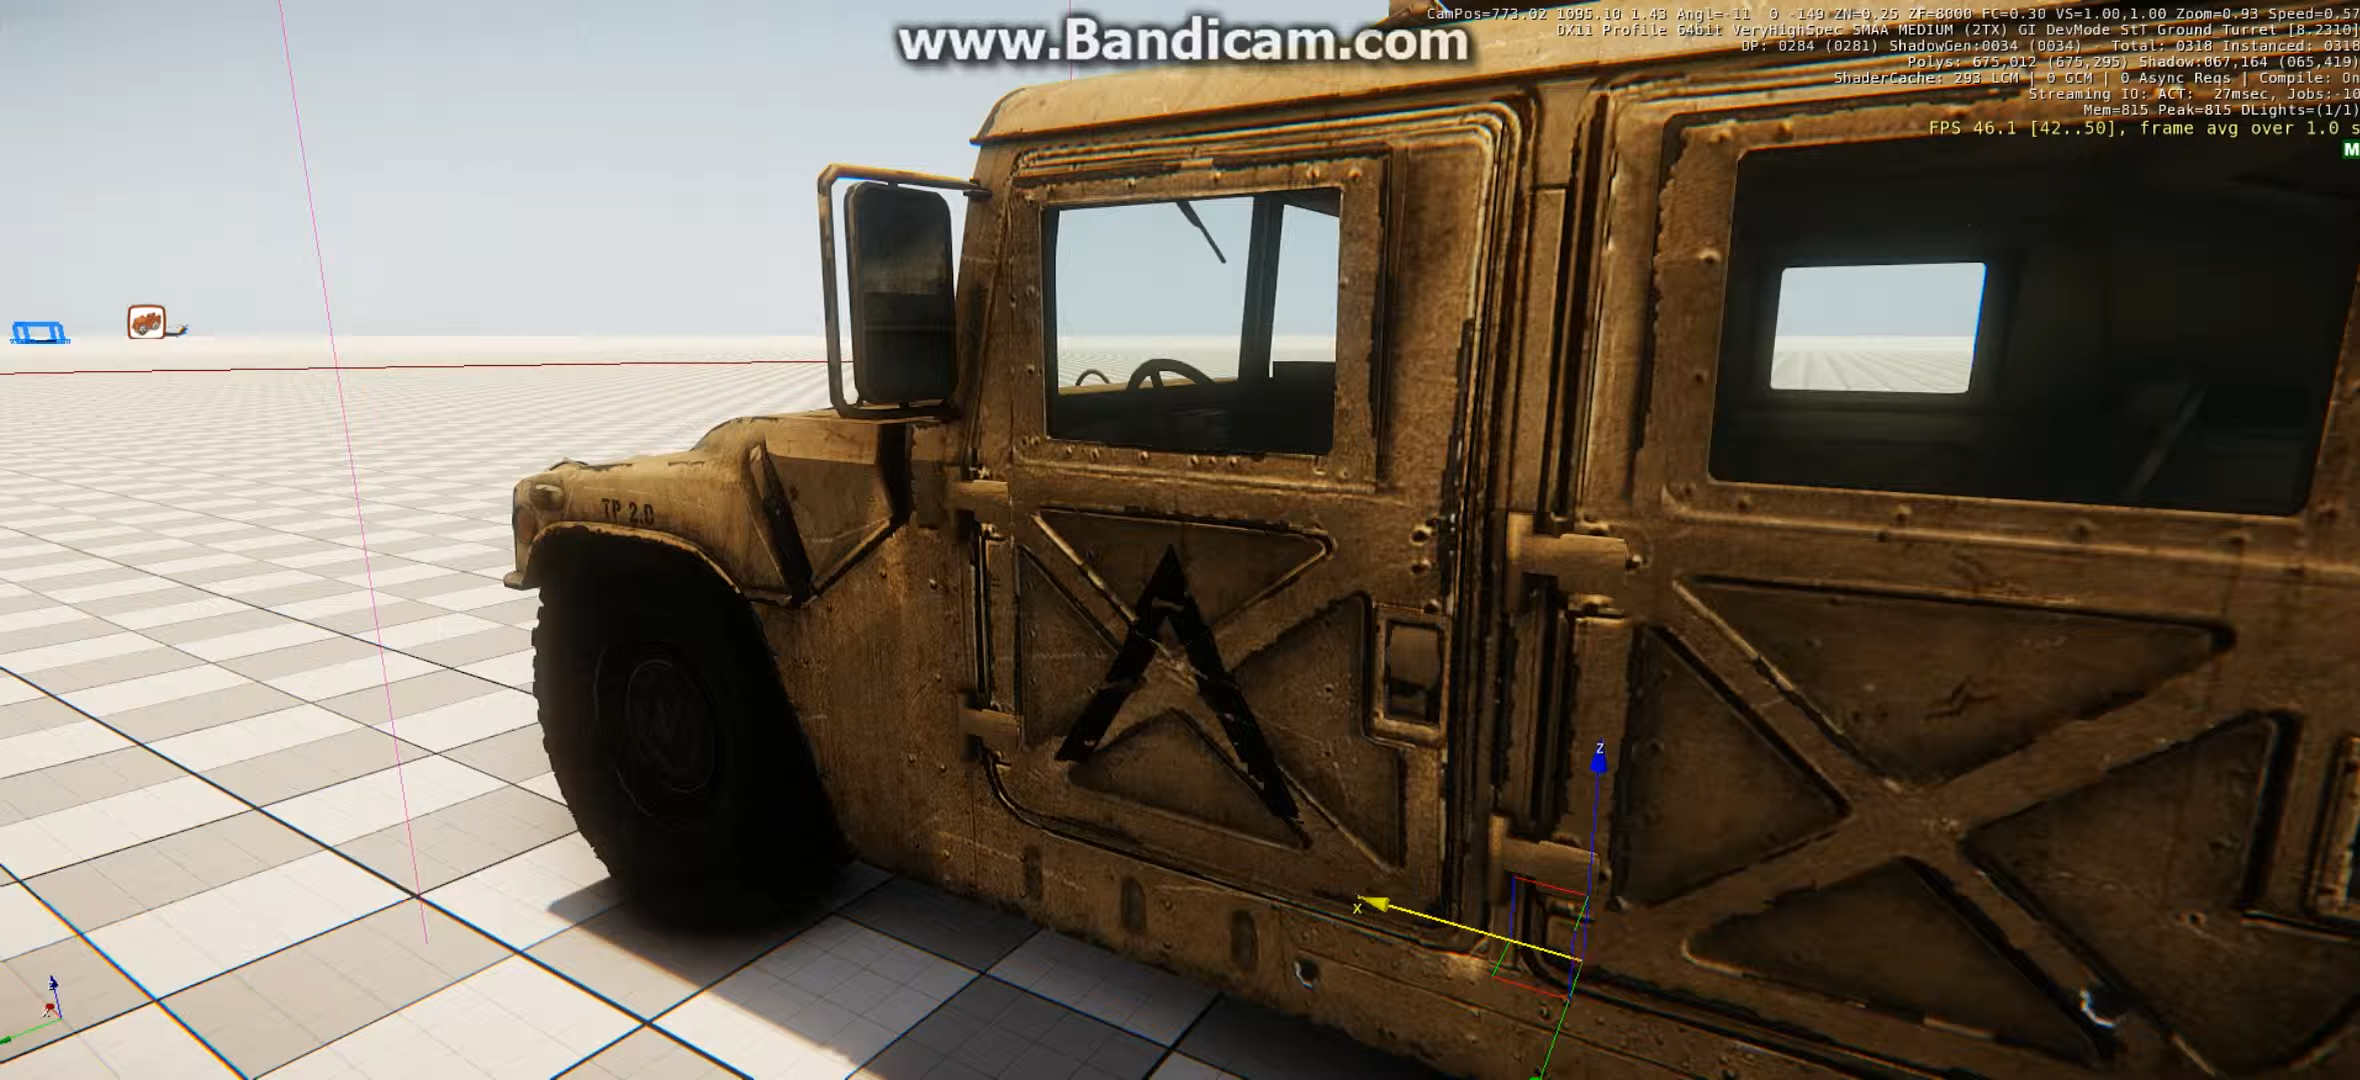 www.Bandicam.com
CamPos=773.02 1095.10 1.43 Angl=-11 0 -149 ZN=0.25 ZF=8000 FC=0.30 VS=1.00,1.00 Zoom=0.93 Speed=0.57
DX11 Profile 64bit VeryHighSpec SMAA MEDIUM (2TX) GI DevMode StT Ground Turret [8.2310]
DP: 0284 (0281) ShadowGen:0034 (0034) - Total: 0318 Instanced: 0318
Polys: 675,012 (675,295) Shadow:067,164 (065,419)
ShaderCache: 293 LCM | 0 GCM | 0 Async Reqs | Compile: On
Streaming IO: ACT: 27msec, Jobs:-10
Mem=815 Peak=815 DLights=(1/1)
FPS 46.1 [42..50], frame avg over 1.0 s
M
TP 2.0
Z
X